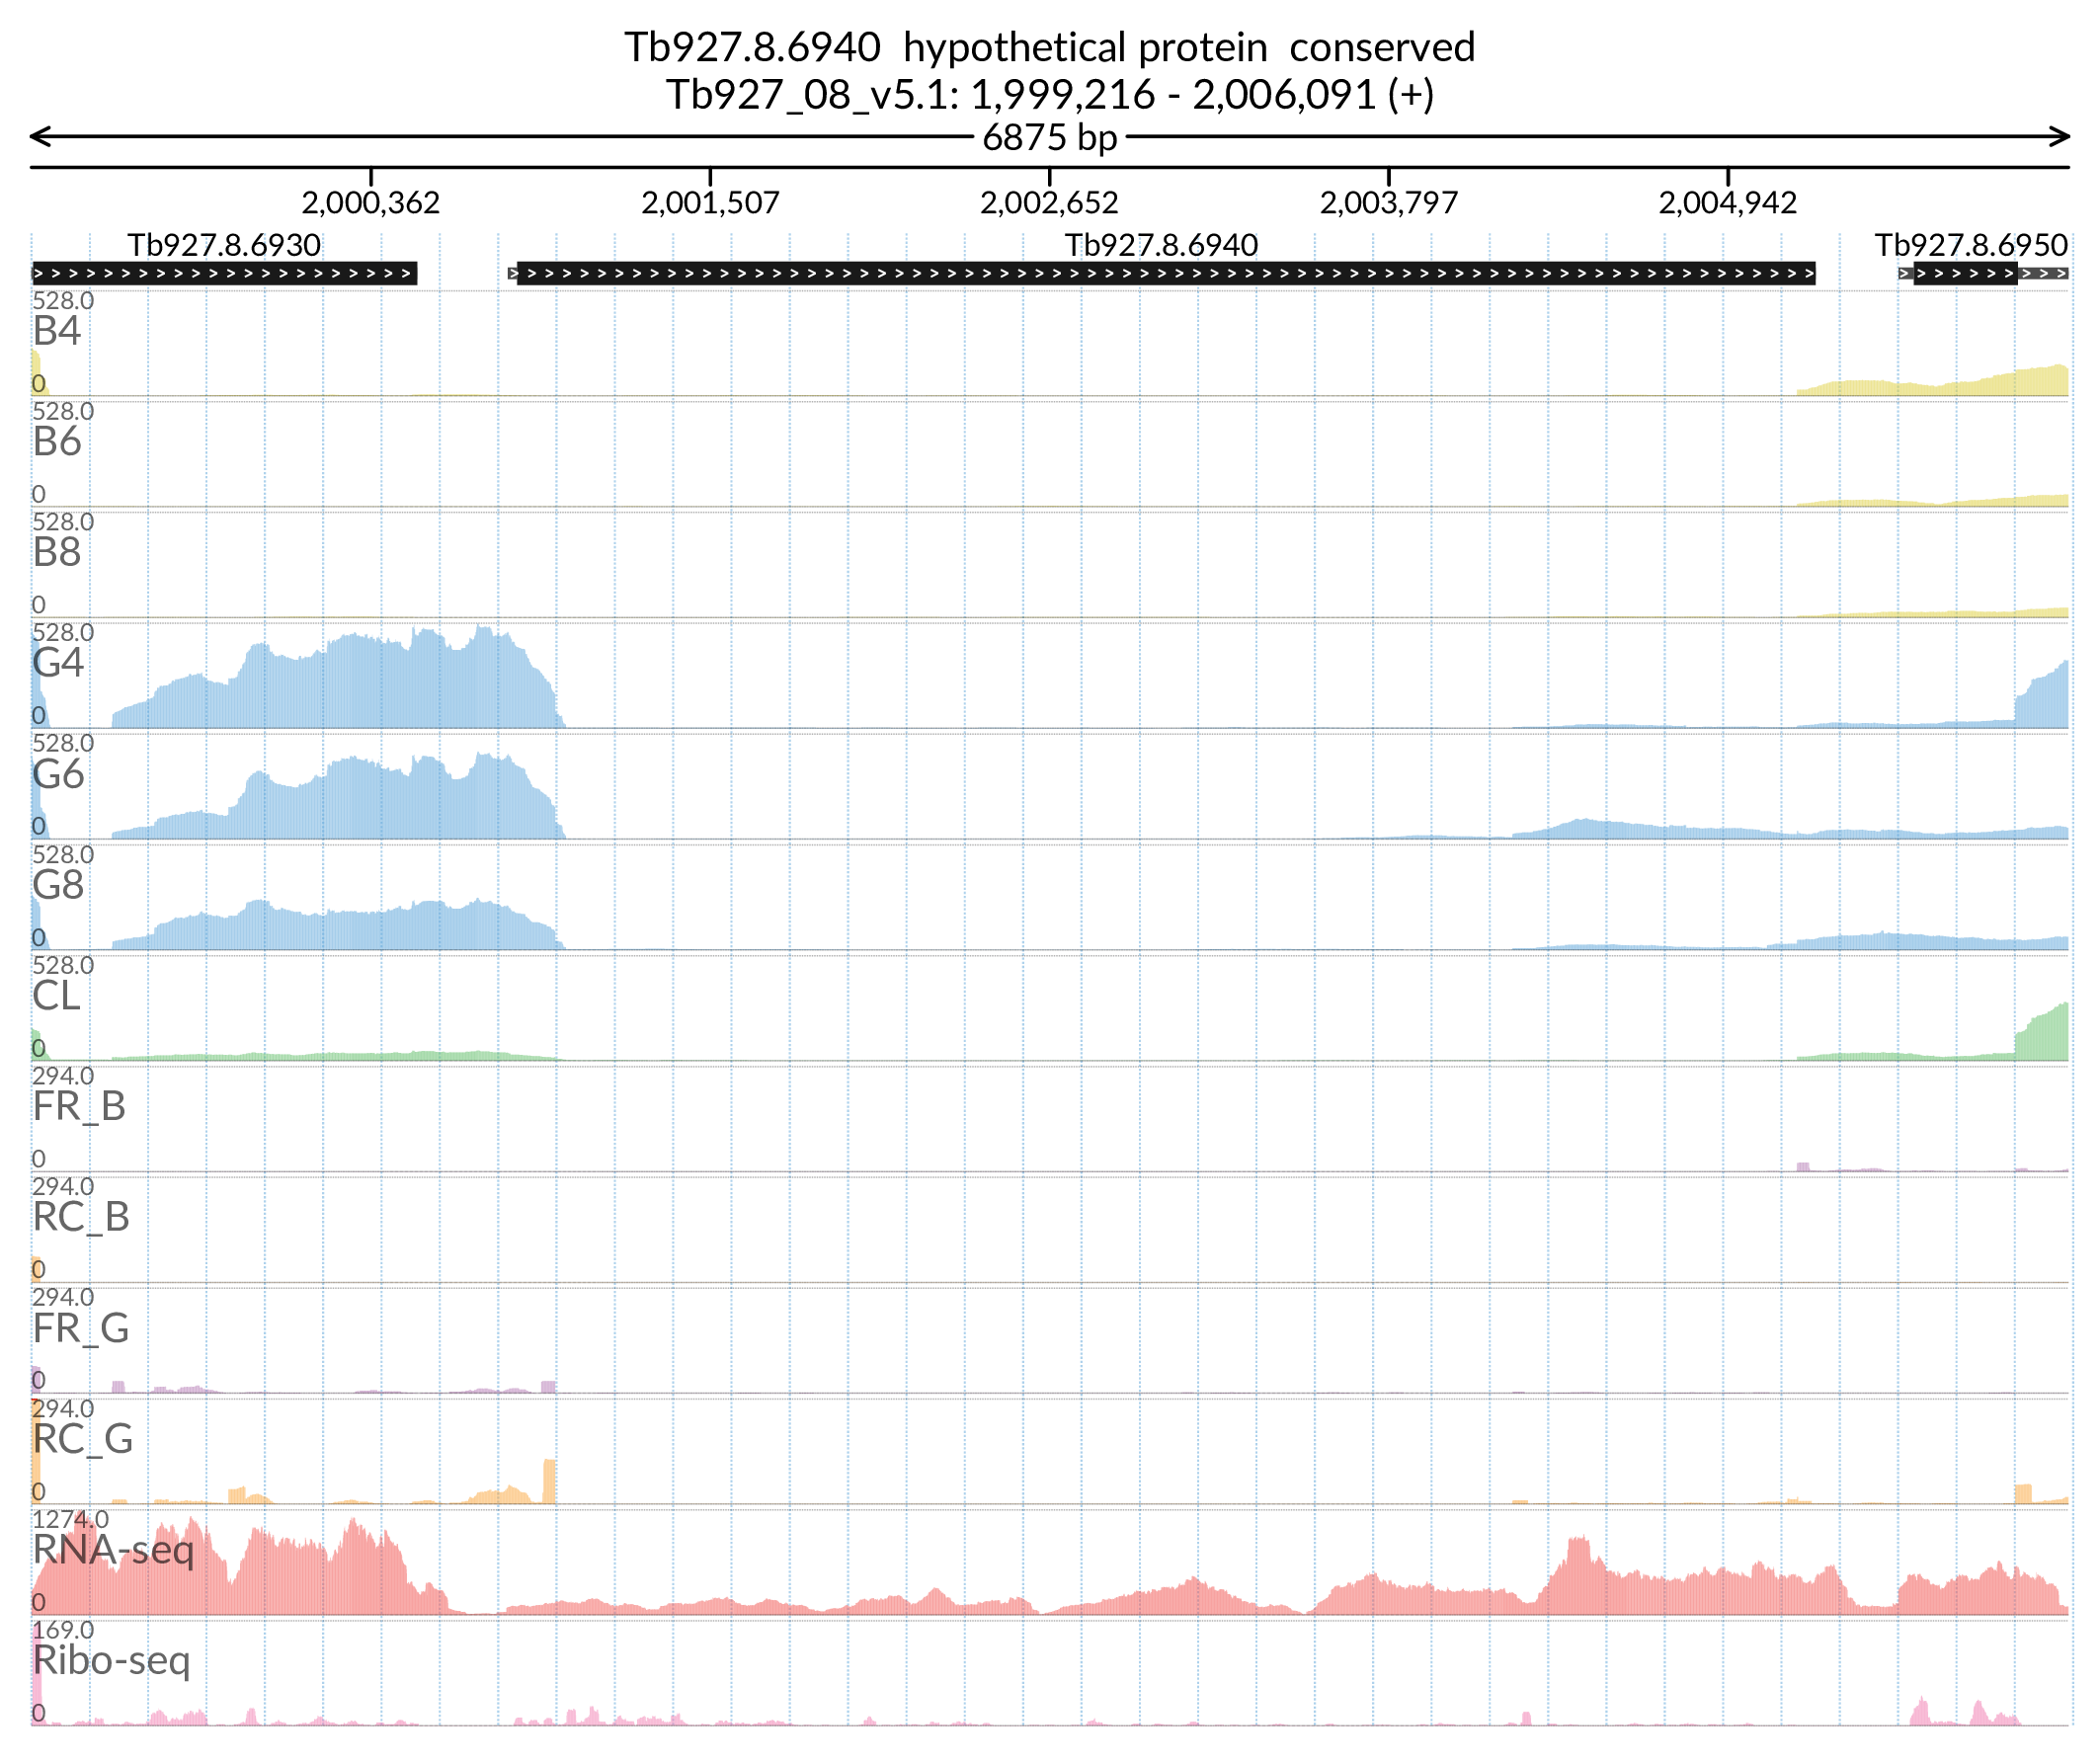 Tb927.8.6940  hypothetical protein  conserved
Tb927_08_v5.1: 1,999,216 - 2,006,091 (+)
6875 bp
2,000,362 2,001,507 2,002,652 2,003,797 2,004,942
Tb927.8.6930 Tb927.8.6940 Tb927.8.6950
528.0
B4
0
528.0
B6
0
528.0
B8
0
528.0
G4
0
528.0
G6
0
528.0
G8
0
528.0
CL
0
294.0
FR_B
0
294.0
RC_B
0
294.0
FR_G
0
294.0
RC_G
0
1274.0
RNA-seq
0
169.0
Ribo-seq
0